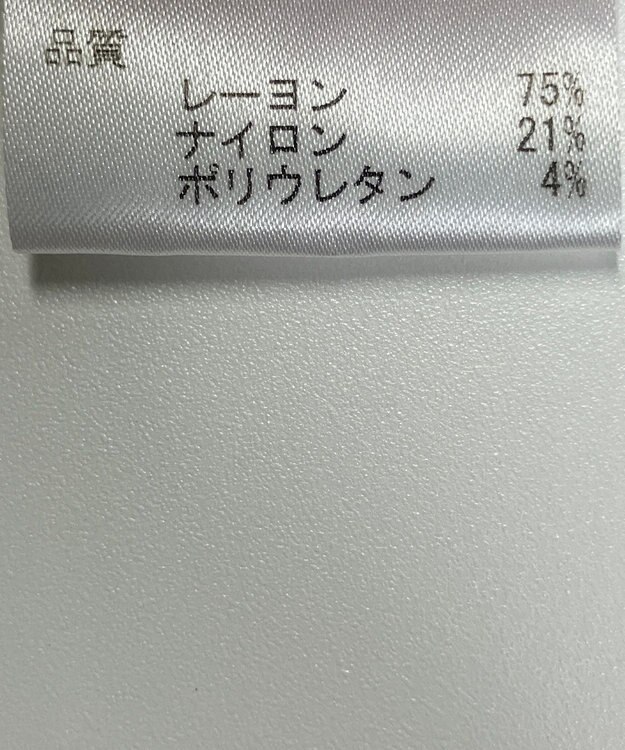 品質
レーヨン 75%
ナイロン 21%
ポリウレタン 4%